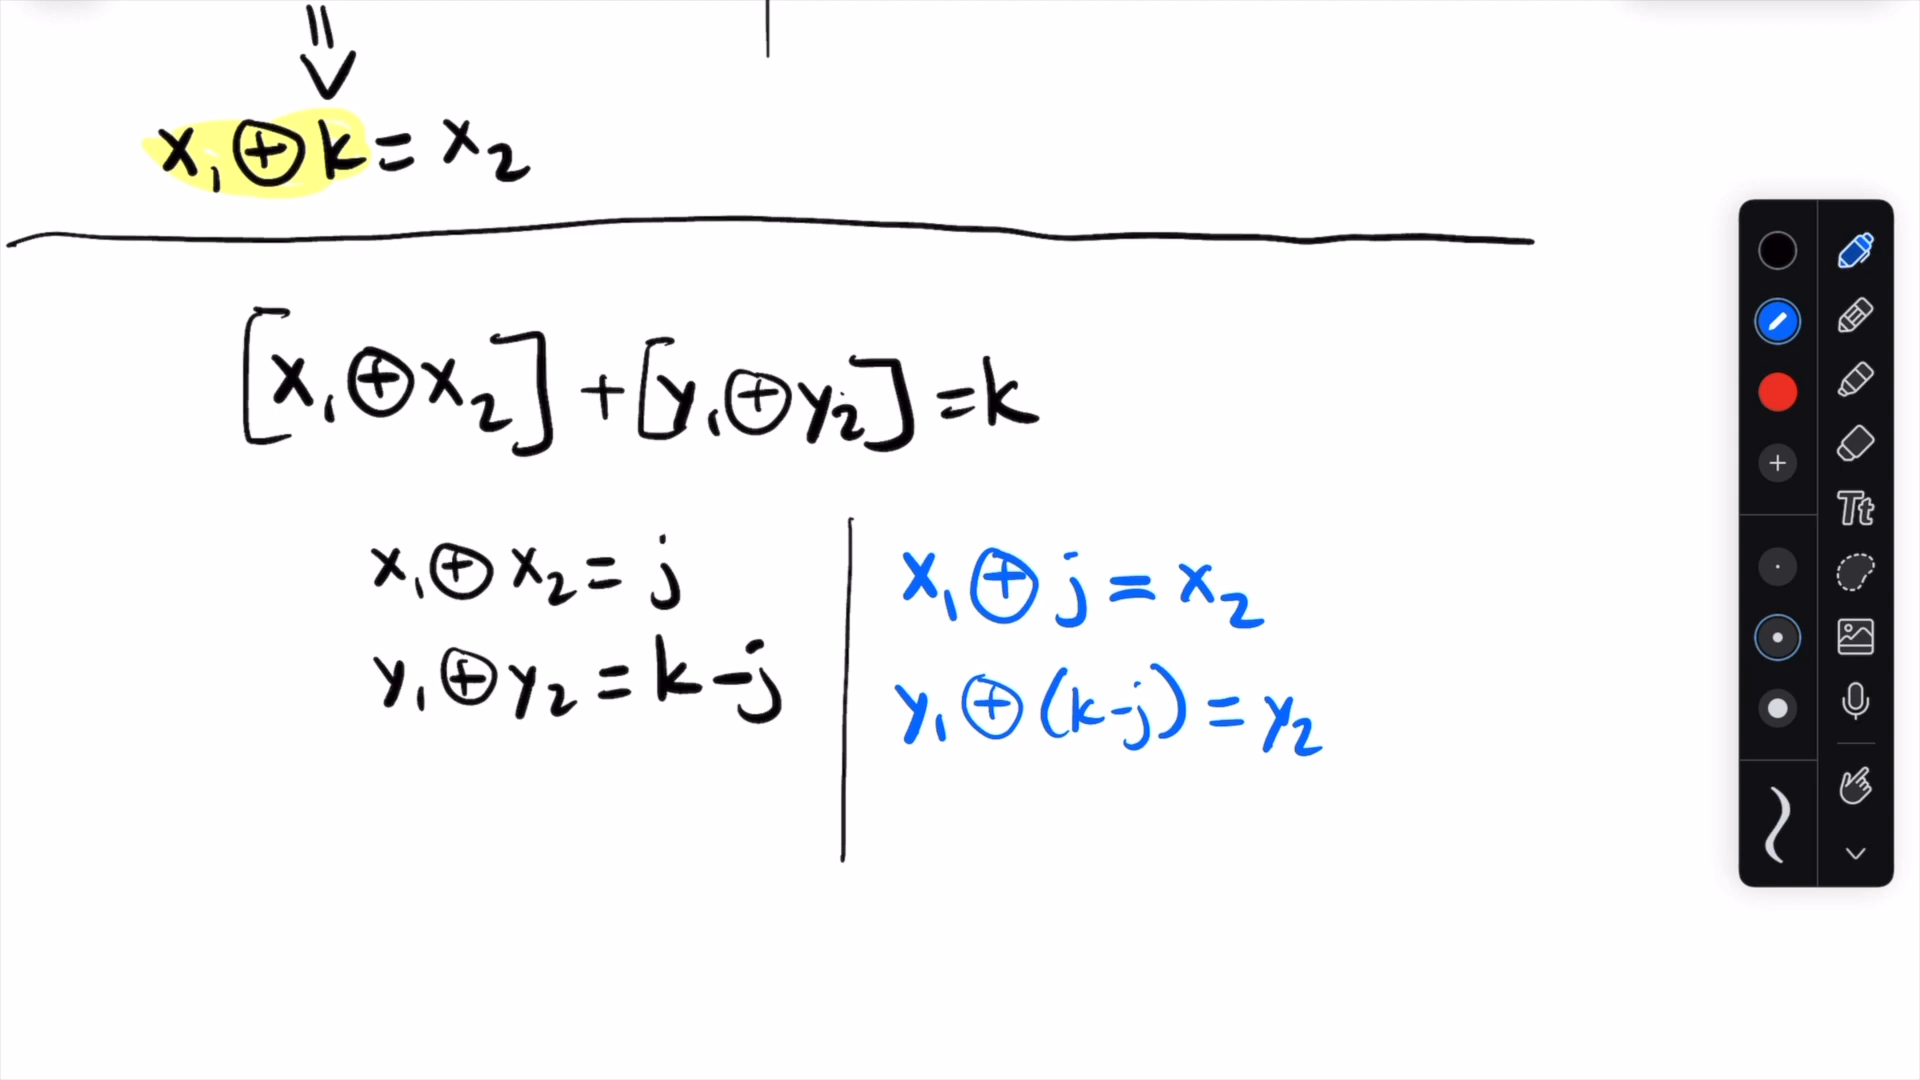 x₁ ⊕ k = x₂
[x₁ ⊕ x₂] + [y₁ ⊕ y₂] = k
x₁ ⊕ x₂ = j
y₁ ⊕ y₂ = k - j
x₁ ⊕ j = x₂
y₁ ⊕ (k - j) = y₂
Tt